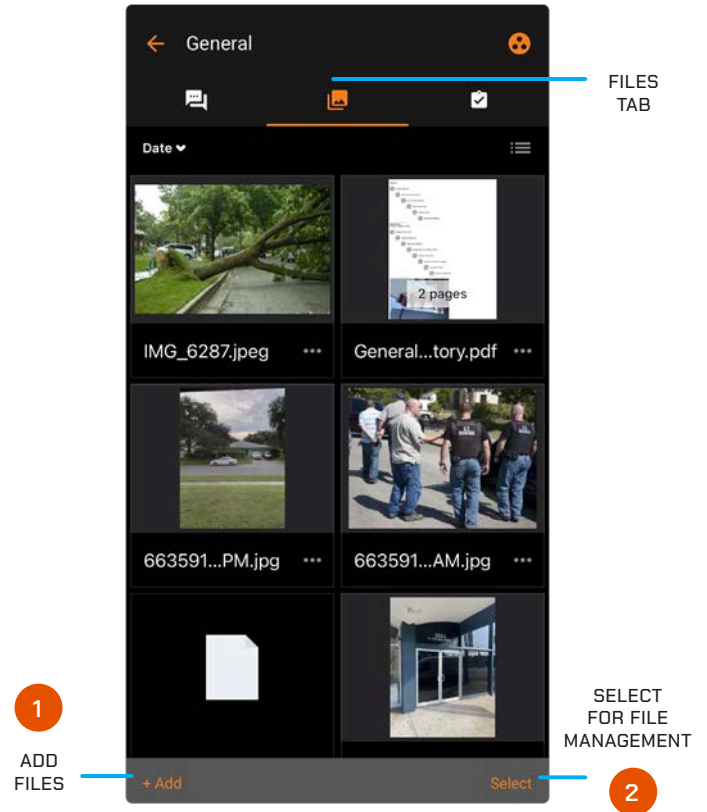 General
FILES
TAB
Date
2 pages
IMG_6287.jpeg
General...tory.pdf
663591...PM.jpg
663591...AM.jpg
1
ADD
FILES
+ Add
Select
SELECT
FOR FILE
MANAGEMENT
2